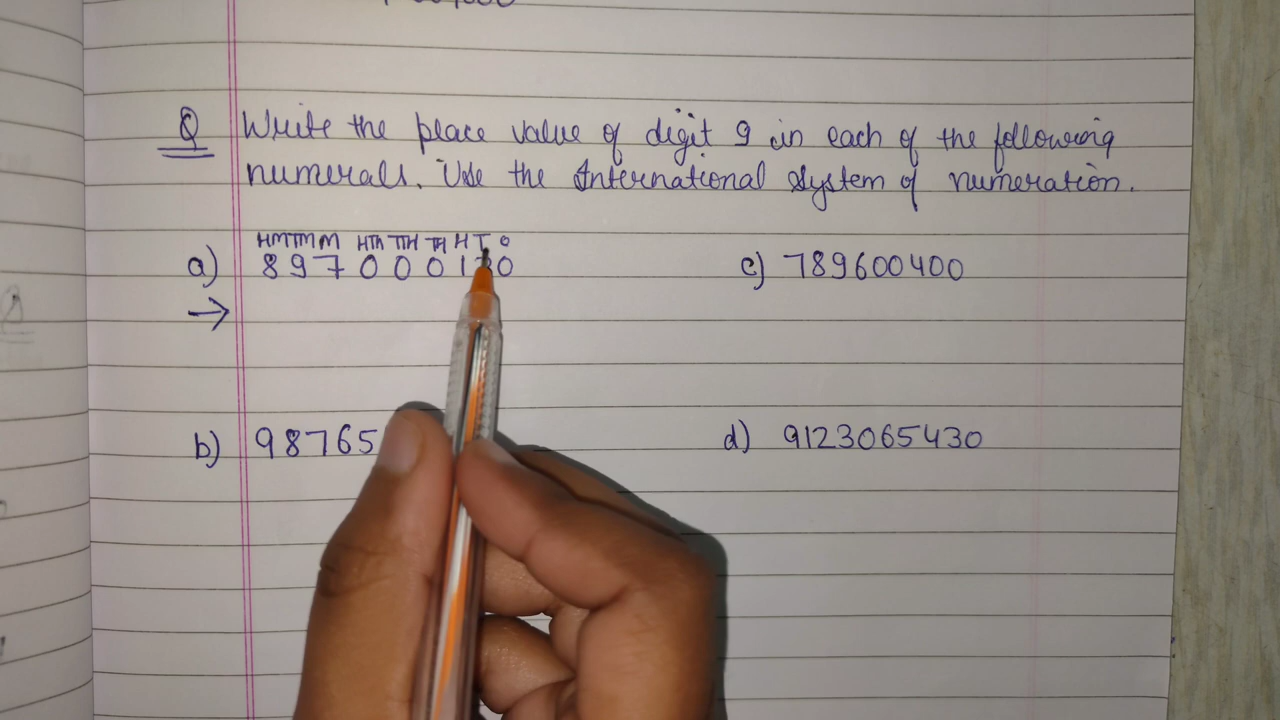 Q Write the place value of digit 9 in each of the following
numerals. Use the International System of numeration.
HM TM M HTh TTH TH H T O
a) 897000130 c) 789600400
→
b) 98765
d) 9123065430